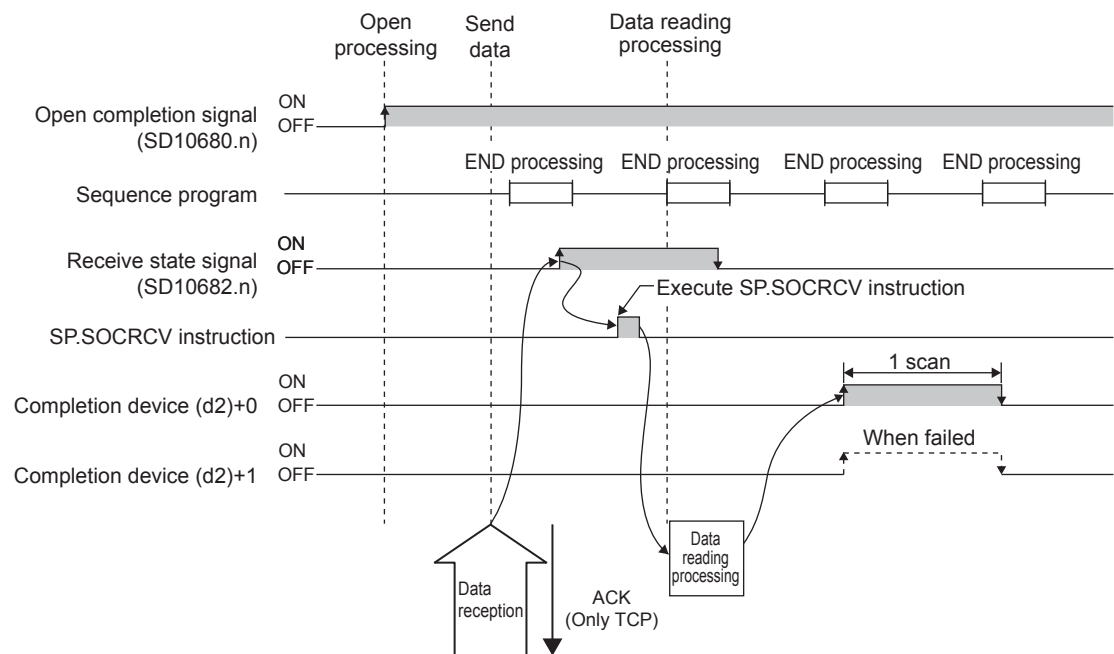 Open
processing
Send
data
Data reading
processing
Open completion signal
(SD10680.n)
ON
OFF
END processing
END processing
END processing
END processing
Sequence program
Receive state signal
(SD10682.n)
ON
OFF
Execute SP.SOCRCV instruction
SP.SOCRCV instruction
1 scan
Completion device (d2)+0
ON
OFF
When failed
Completion device (d2)+1
ON
OFF
Data
reception
ACK
(Only TCP)
Data
reading
processing